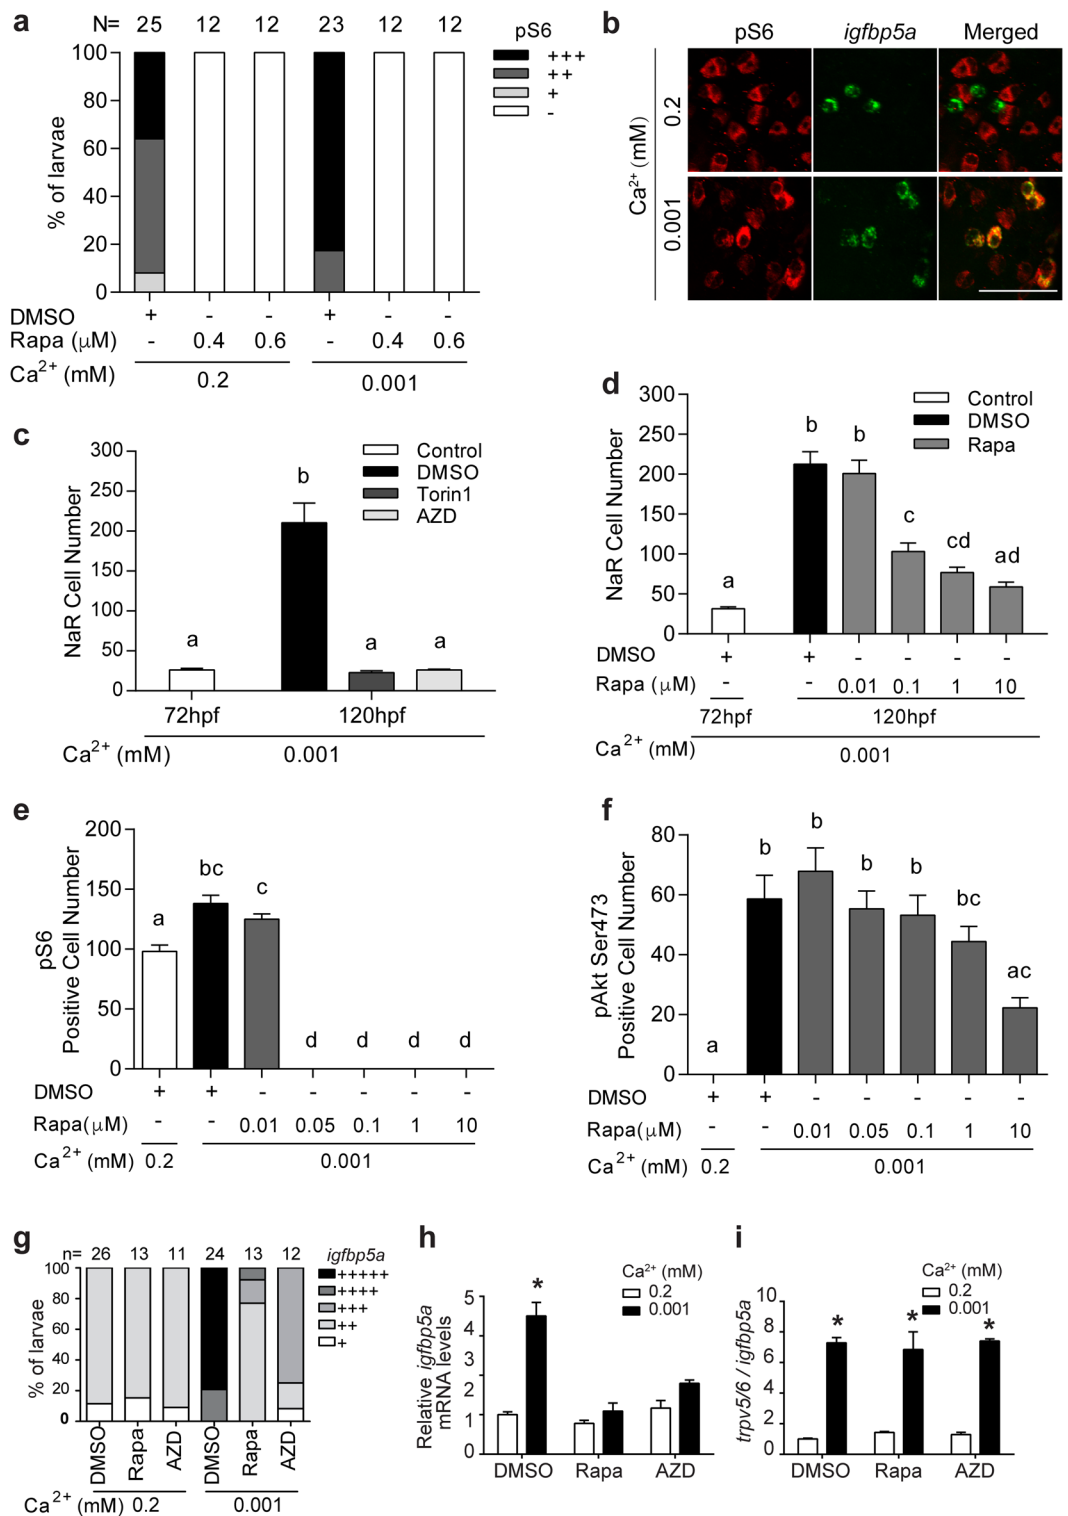 a
N= 25 12 12 23 12 12
pS6
+++
++
+
-
% of larvae
100
80
60
40
20
0
DMSO + - - + - -
Rapa (μM) - 0.4 0.6 - 0.4 0.6
Ca2+ (mM) 0.2 0.001
b
pS6 igfbp5a Merged
Ca2+ (mM)
0.2
0.001
c
NaR Cell Number
300
250
200
150
100
50
0
Control
DMSO
Torin1
AZD
a b a a
72hpf 120hpf
Ca2+ (mM) 0.001
d
NaR Cell Number
300
250
200
150
100
50
0
Control
DMSO
Rapa
a b b c cd ad
DMSO + + - - - -
Rapa (μM) - - 0.01 0.1 1 10
72hpf 120hpf
Ca2+ (mM) 0.001
e
pS6
Positive Cell Number
200
150
100
50
0
a bc c d d d d
DMSO + + - - - - -
Rapa(μM) - - 0.01 0.05 0.1 1 10
Ca2+ (mM) 0.2 0.001
f
pAkt Ser473
Positive Cell Number
80
60
40
20
0
a b b b b bc ac
DMSO + + - - - - -
Rapa(μM) - - 0.01 0.05 0.1 1 10
Ca2+ (mM) 0.2 0.001
g
n= 26 13 11 24 13 12
igfbp5a
+++++
++++
+++
++
+
% of larvae
100
80
60
40
20
0
DMSO Rapa AZD DMSO Rapa AZD
Ca2+ (mM) 0.2 0.001
h
Ca2+ (mM)
0.2
0.001
Relative igfbp5a
mRNA levels
5
4
3
2
1
0
*
DMSO Rapa AZD
i
Ca2+ (mM)
0.2
0.001
trpv5/6 / igfbp5a
10
8
6
4
2
0
* * *
DMSO Rapa AZD